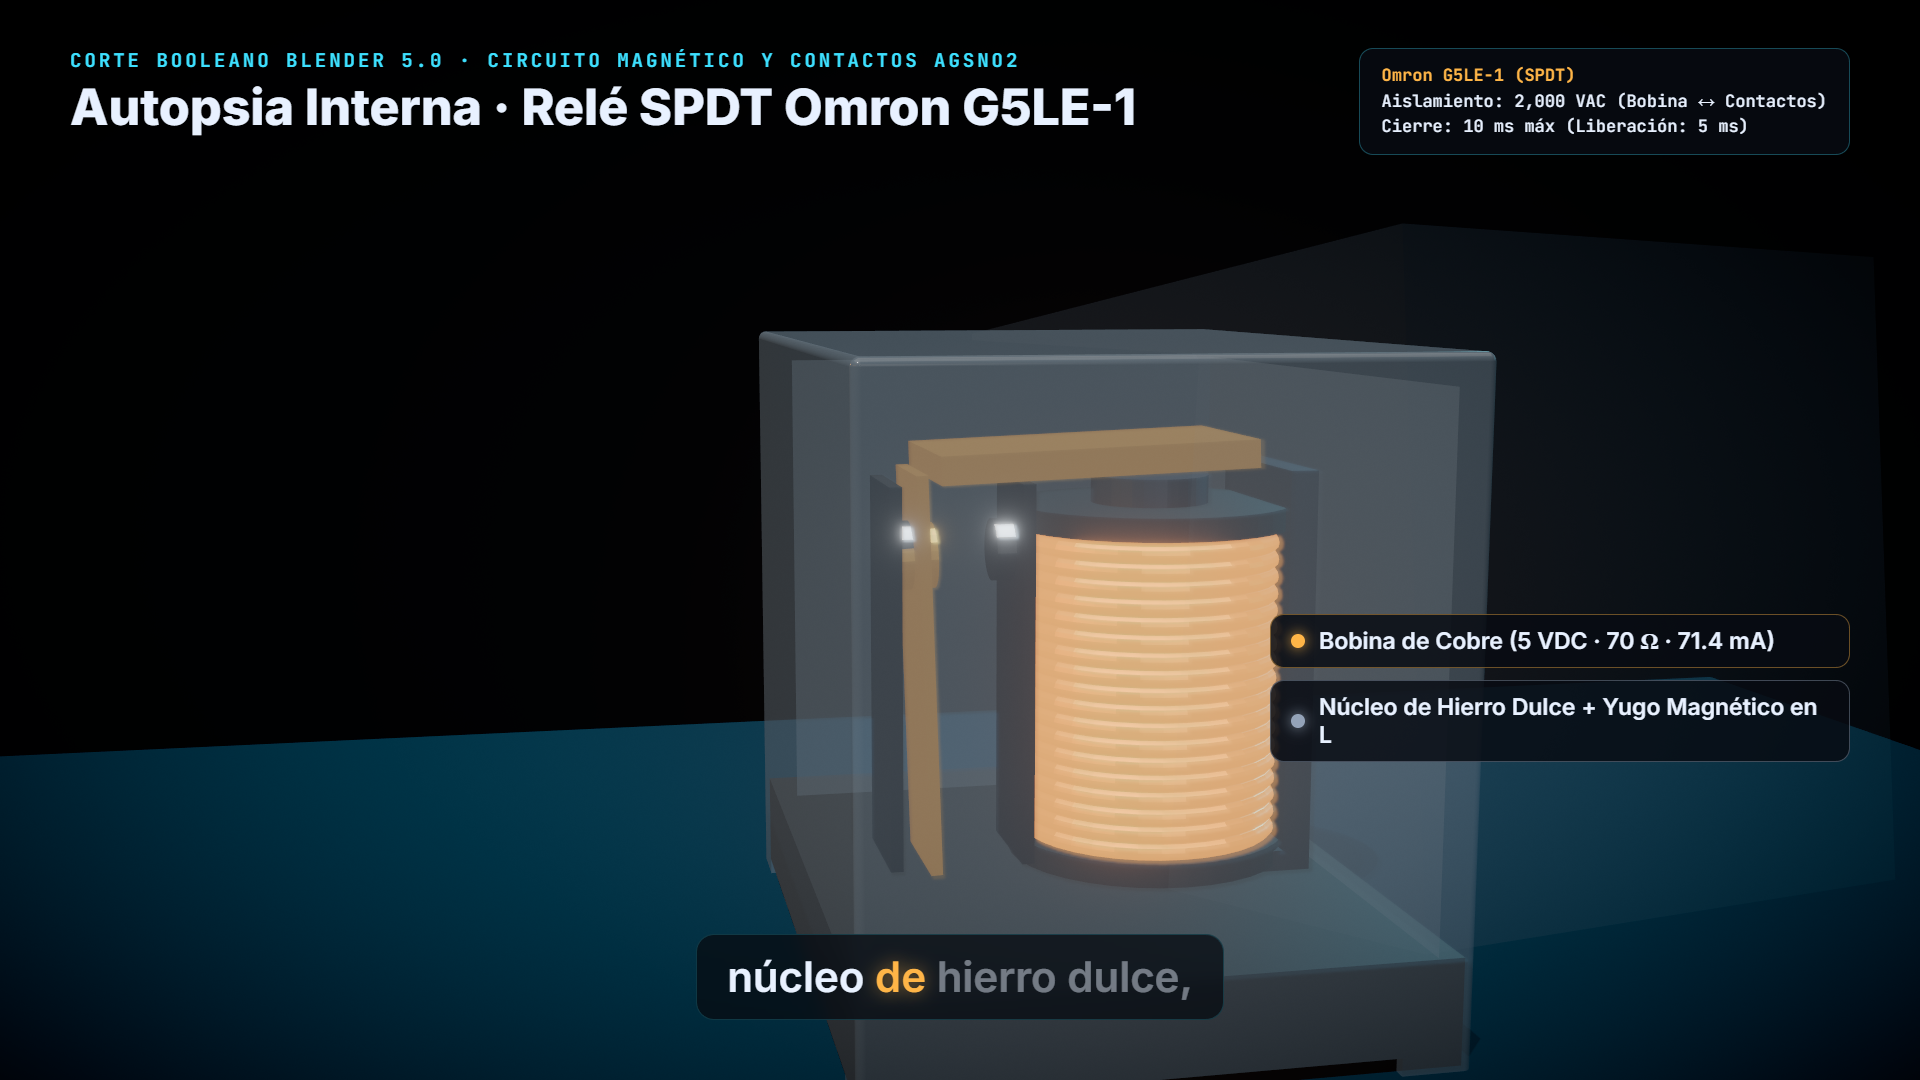 CORTE BOOLEANO BLENDER 5.0 · CIRCUITO MAGNÉTICO Y CONTACTOS AGSNO2
Autopsia Interna · Relé SPDT Omron G5LE-1
Omron G5LE-1 (SPDT)
Aislamiento: 2,000 VAC (Bobina ↔ Contactos)
Cierre: 10 ms máx (Liberación: 5 ms)
Bobina de Cobre (5 VDC · 70 Ω · 71.4 mA)
Núcleo de Hierro Dulce + Yugo Magnético en
L
núcleo de hierro dulce,